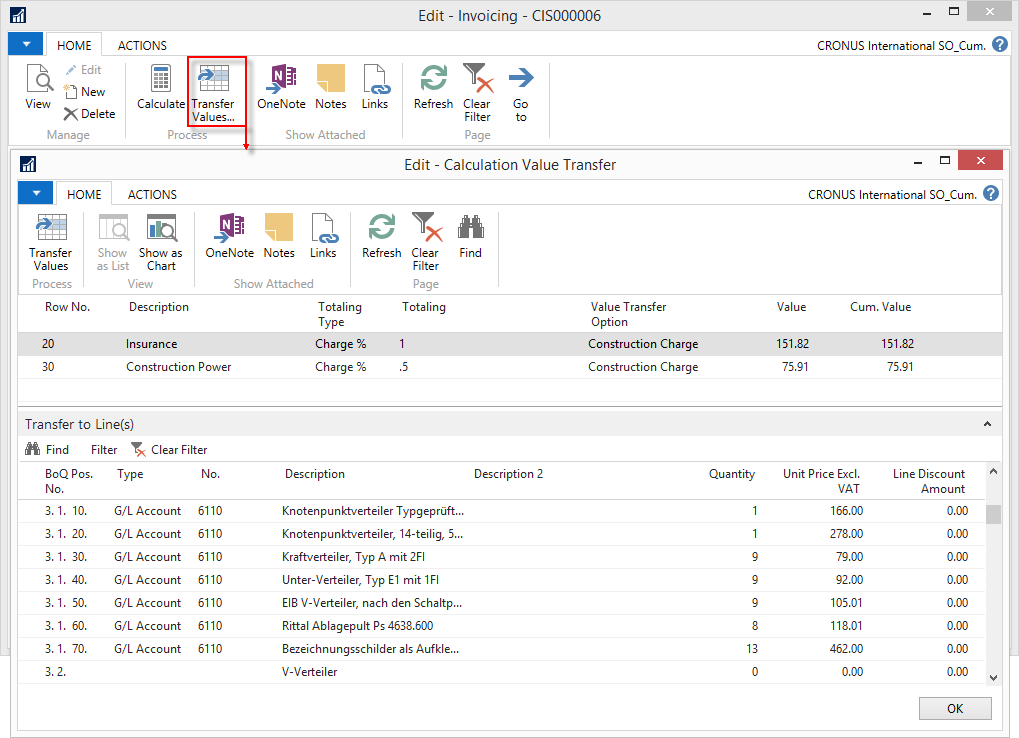 Edit - Invoicing - CIS000006
HOME ACTIONS CRONUS International SO_Cum. ?
View Edit New Delete Calculate Transfer Values... OneNote Notes Links Refresh Clear Filter Go to
Manage Process Show Attached Page
Edit - Calculation Value Transfer
HOME ACTIONS CRONUS International SO_Cum. ?
Transfer Values Show as List Show as Chart OneNote Notes Links Refresh Clear Filter Find
Process View Show Attached Page
Row No. Description Totaling Type Totaling Value Transfer Option Value Cum. Value
20 Insurance Charge % 1 Construction Charge 151.82 151.82
30 Construction Power Charge % .5 Construction Charge 75.91 75.91
Transfer to Line(s)
Find Filter Clear Filter
BoQ Pos. No. Type No. Description Description 2 Quantity Unit Price Excl. VAT Line Discount Amount
3. 1. 10. G/L Account 6110 Knotenpunktverteiler Typgeprüft... 1 166.00 0.00
3. 1. 20. G/L Account 6110 Knotenpunktverteiler, 14-teilig, 5... 1 278.00 0.00
3. 1. 30. G/L Account 6110 Kraftverteiler, Typ A mit 2FI 9 79.00 0.00
3. 1. 40. G/L Account 6110 Unter-Verteiler, Typ E1 mit 1FI 9 92.00 0.00
3. 1. 50. G/L Account 6110 EIB V-Verteiler, nach den Schaltp... 9 105.01 0.00
3. 1. 60. G/L Account 6110 Rittal Ablagepult Ps 4638.600 8 118.01 0.00
3. 1. 70. G/L Account 6110 Bezeichnungsschilder als Aufkle... 13 462.00 0.00
3. 2. V-Verteiler 0 0.00 0.00
OK